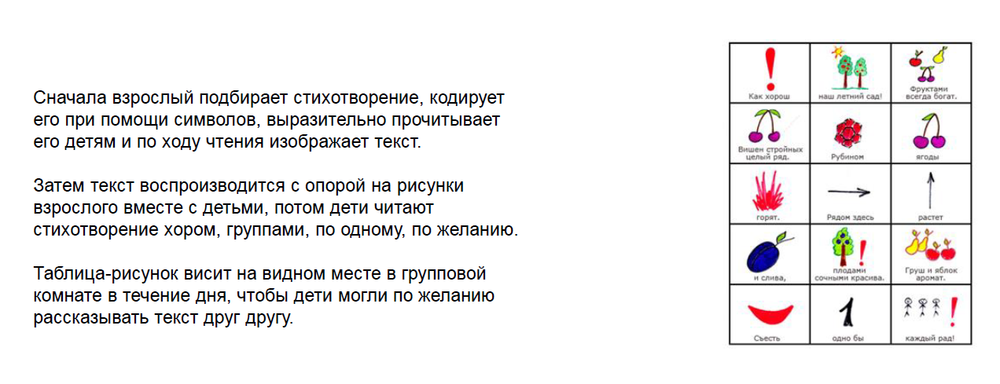 Сначала взрослый подбирает стихотворение, кодирует
его при помощи символов, выразительно прочитывает
его детям и по ходу чтения изображает текст.
Затем текст воспроизводится с опорой на рисунки
взрослого вместе с детьми, потом дети читают
стихотворение хором, группами, по одному, по желанию.
Таблица-рисунок висит на видном месте в групповой
комнате в течение дня, чтобы дети могли по желанию
рассказывать текст друг другу.
Как хорош
наш летний сад!
Фруктами
всегда богат.
Вишен стройных
целый ряд.
Рубином
ягоды
горят.
Рядом здесь
растет
и слива,
плодами
сочными красива.
Груш и яблок
аромат.
Съесть
1
одно бы
каждый рад!